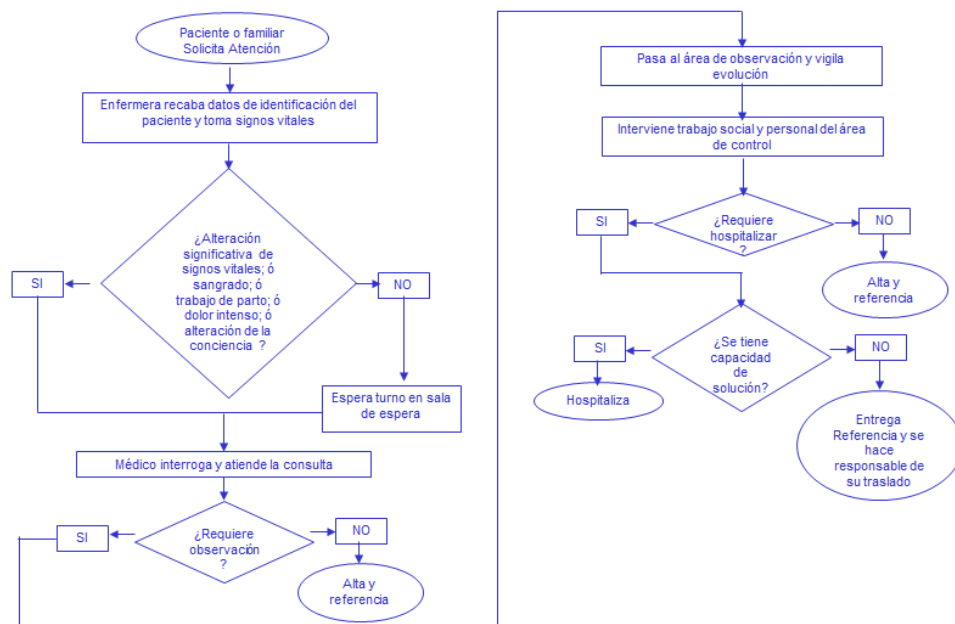 Paciente o familiar
Solicita Atención
Enfermera recaba datos de identificación del
paciente y toma signos vitales
¿Alteración
significativa de
signos vitales; ó
sangrado; ó
trabajo de parto; ó
dolor intenso; ó
alteración de la
conciencia ?
SI
NO
Espera turno en sala
de espera
Médico interroga y atiende la consulta
¿Requiere
observación
?
SI
NO
Alta y
referencia
Pasa al área de observación y vigila
evolución
Interviene trabajo social y personal del área
de control
¿Requiere
hospitalizar
?
SI
NO
Alta y
referencia
¿Se tiene
capacidad
de
solución?
SI
NO
Hospitaliza
Entrega
Referencia y se
hace
responsable de
su traslado